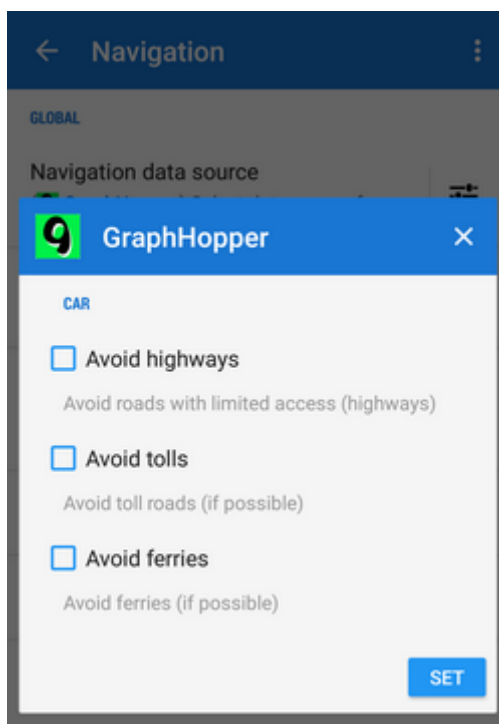 Navigation
GLOBAL
Navigation data source
GraphHopper
CAR
Avoid highways
Avoid roads with limited access (highways)
Avoid tolls
Avoid toll roads (if possible)
Avoid ferries
Avoid ferries (if possible)
SET